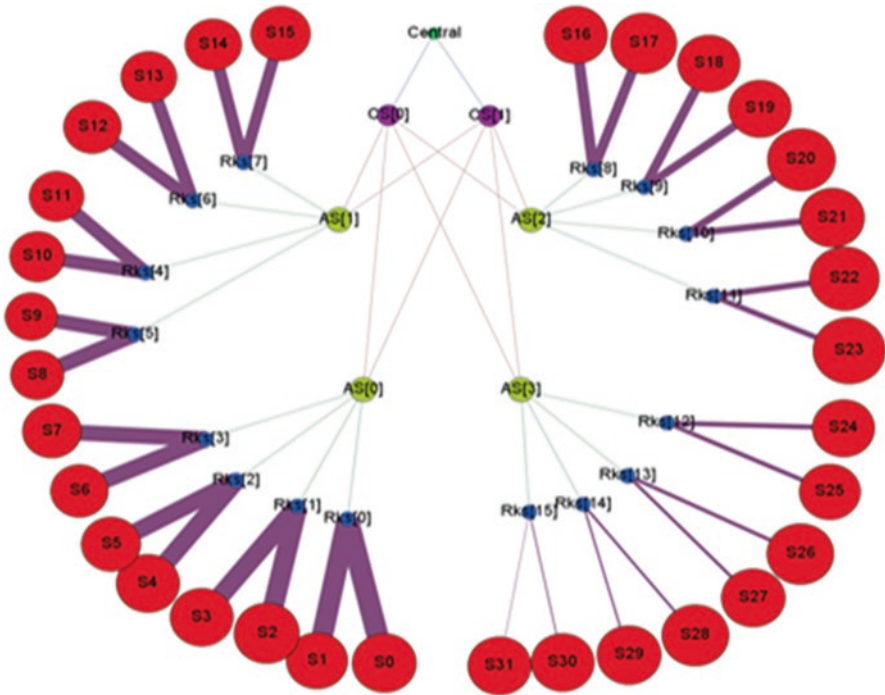 Central
S15
S14
S16
S17
S13
S18
S12
S19
CS[0]
CS[1]
Rks[7]
Rks[8]
S20
Rks[6]
Rks[9]
S11
AS[1]
AS[2]
S21
Rks[10]
S10
Rks[4]
S22
Rks[11]
S9
Rks[5]
S23
S8
AS[0]
AS[3]
S7
Rks[3]
Rks[12]
S24
S6
Rks[2]
Rks[13]
S25
Rks[1]
Rks[0]
Rks[15]
Rks[14]
S5
S26
S4
S3
S27
S2
S28
S1
S0
S31
S30
S29